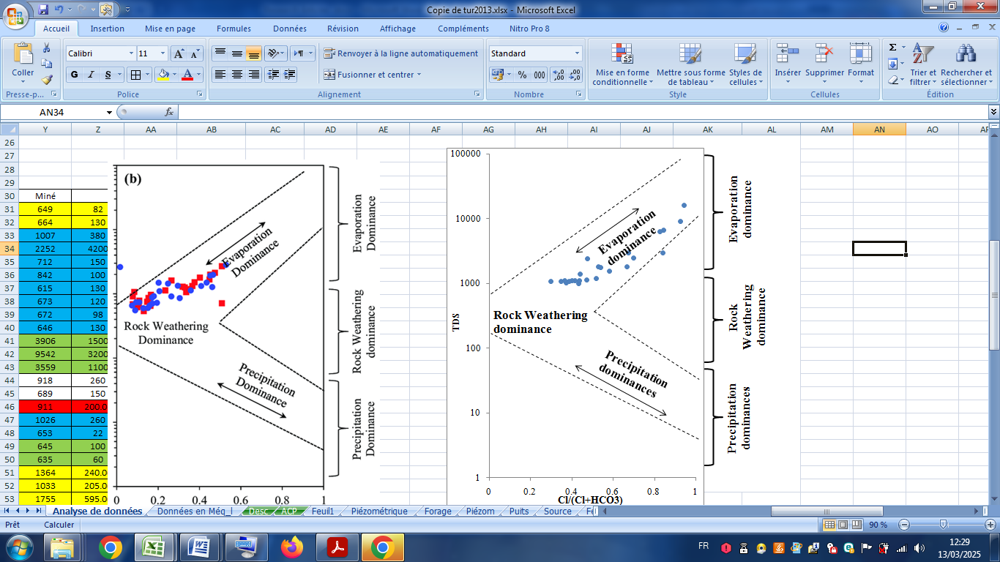 Copie de tur2013.xlsx - Microsoft Excel
Accueil Insertion Mise en page Formules Données Révision Affichage Compléments Nitro Pro 8
Coller
Calibri 11
G I S
Renvoyer à la ligne automatiquement
Fusionner et centrer
Standard
% 000
Mise en forme conditionnelle
Mettre sous forme de tableau
Styles de cellules
Insérer Supprimer Format
Trier et filtrer
Rechercher et sélectionner
Presse-p... Police Alignement Nombre Style Cellules Édition
AN34
fx
Y Z AA AB AC AD AE AF AG AH AI AJ AK AL AM AN AO
26
27
28
29
30 Miné
31 649 82
32 664 130
33 1007 380
34 2252 4200
35 712 150
36 842 100
37 615 130
38 673 120
39 672 98
40 646 130
41 3906 1500
42 9542 3200
43 3559 1100
44 918 260
45 689 150
46 911 200.0
47 1026 260
48 653 22
49 645 100
50 635 60
51 1364 240.0
52 1033 205.0
53 1755 595.0
(b)
Evaporation
Dominance
Rock Weathering
Dominance
Precipitation
Dominance
Evaporation
Dominance
Rock Weathering
dominance
Precipitation
Dominance
0 0.2 0.4 0.6 0.8 1
100000
10000
1000
100
10
1
TDS
Evaporation
dominance
Rock Weathering
dominance
Precipitation
dominances
0 0.2 0.4 0.6 0.8 1
Cl/(Cl+HCO3)
Evaporation
dominance
Rock
Weathering
dominance
Precipitation
dominances
Analyse de données Données en Méq_l Desc ACP Feuil1 Piézométrique Forage Piézom Puits Source
Prêt Calculer
90 %
FR
12:29
13/03/2025